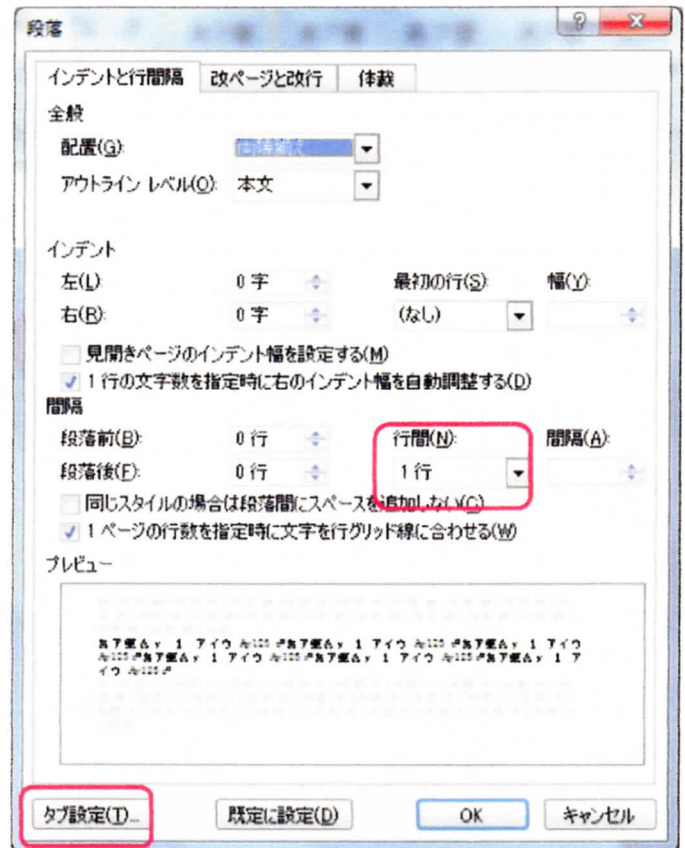 段落
インデントと行間隔 改ページと改行 体裁
全般
配置(G):
アウトライン レベル(O): 本文
インデント
左(L): 0 字 最初の行(S): 幅(Y):
右(R): 0 字 (なし)
見開きページのインデント幅を設定する(M)
1 行の文字数を指定時に右のインデント幅を自動調整する(D)
間隔
段落前(B): 0 行 行間(N): 間隔(A):
段落後(F): 0 行 1 行
同じスタイルの場合は段落間にスペースを追加しない(C)
1 ページの行数を指定時に文字を行グリッド線に合わせる(W)
プレビュー
タブ設定(T)... 既定に設定(D) OK キャンセル